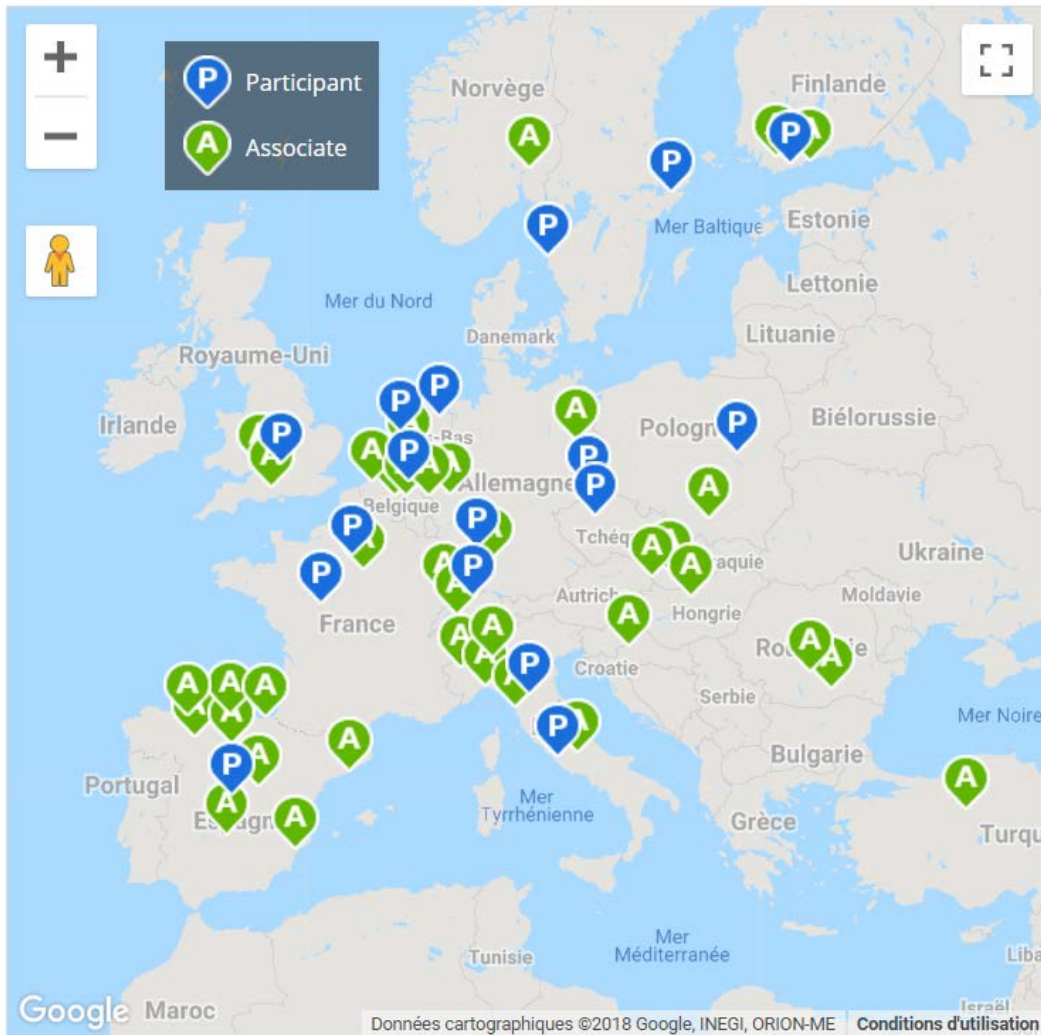 +
−
P Participant
A Associate
Norvège
Finlande
Mer Baltique
Estonie
Lettonie
Mer du Nord
Danemark
Lituanie
Royaume-Uni
Irlande
Biélorussie
Allemagne
Belgique
Ukraine
Moldavie
Hongrie
France
Croatie
Serbie
Mer Noire
Bulgarie
Portugal
Mer
Tyrrhénienne
Grèce
Mer
Méditerranée
Tunisie
Maroc
Google
Données cartographiques ©2018 Google, INEGI, ORION-ME
Conditions d'utilisation